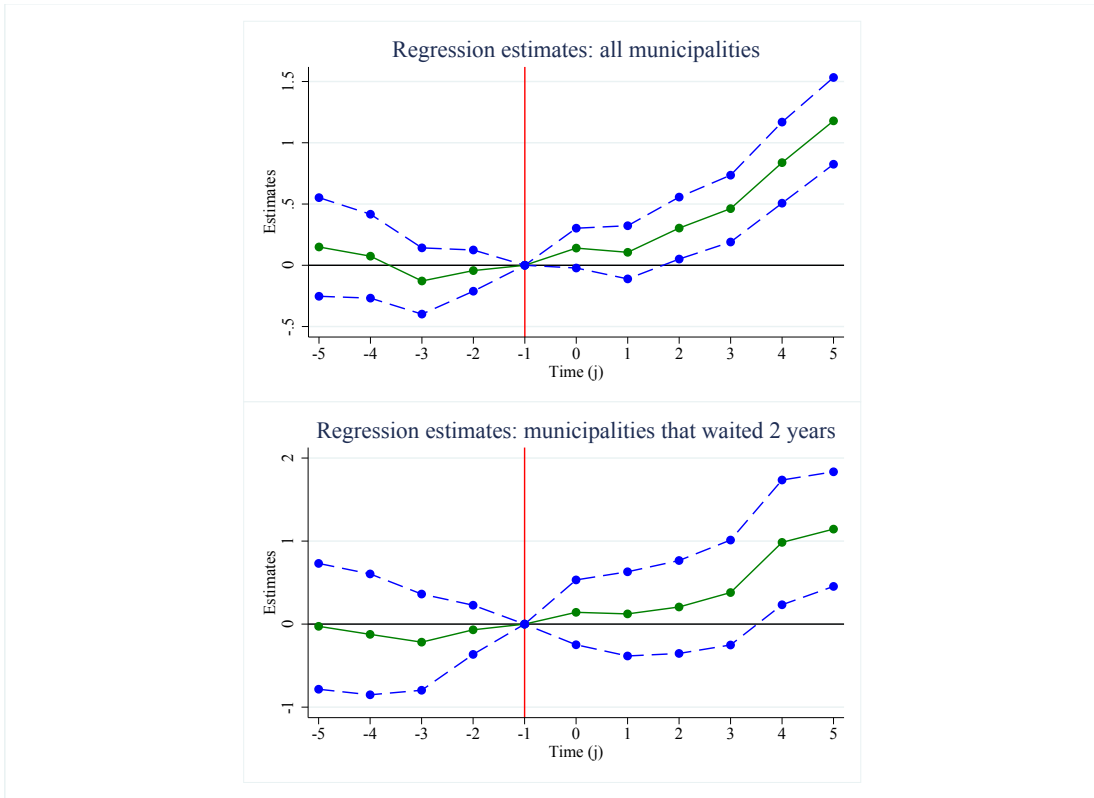 Regression estimates: all municipalities
1.5
1
.5
0
-.5
Estimates
-5 -4 -3 -2 -1 0 1 2 3 4 5
Time (j)
Regression estimates: municipalities that waited 2 years
2
1
0
-1
Estimates
-5 -4 -3 -2 -1 0 1 2 3 4 5
Time (j)